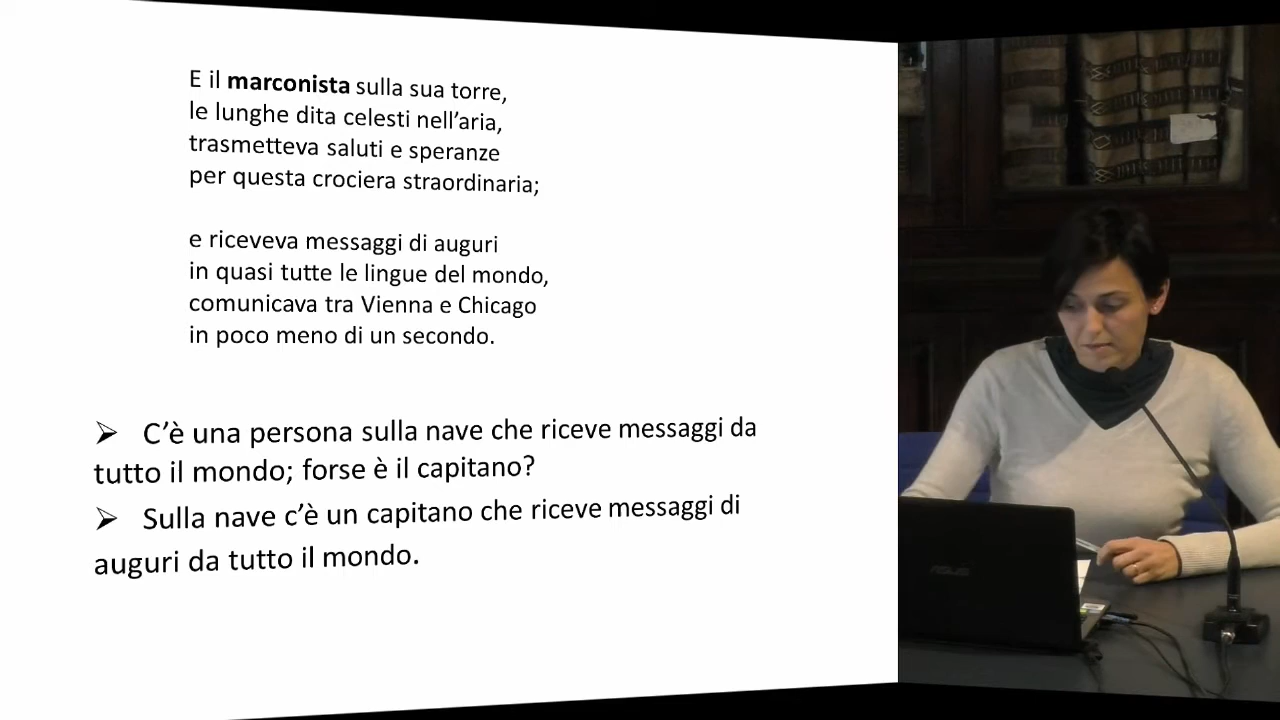 E il marconista sulla sua torre,
le lunghe dita celesti nell’aria,
trasmetteva saluti e speranze
per questa crociera straordinaria;
e riceveva messaggi di auguri
in quasi tutte le lingue del mondo,
comunicava tra Vienna e Chicago
in poco meno di un secondo.
➢ C’è una persona sulla nave che riceve messaggi da
tutto il mondo; forse è il capitano?
➢ Sulla nave c’è un capitano che riceve messaggi di
auguri da tutto il mondo.
ASUS